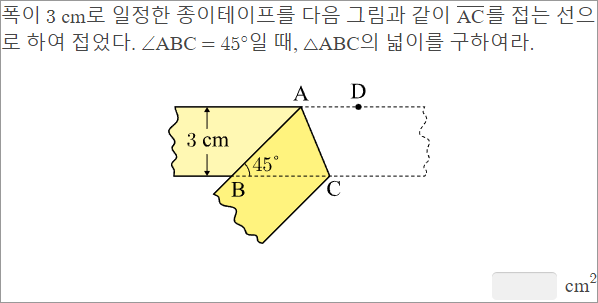 폭이 3 cm로 일정한 종이테이프를 다음 그림과 같이 AC를 접는 선으
로 하여 접었다. ∠ABC = 45°일 때, △ABC의 넓이를 구하여라.
A D
3 cm
45°
B C
cm²